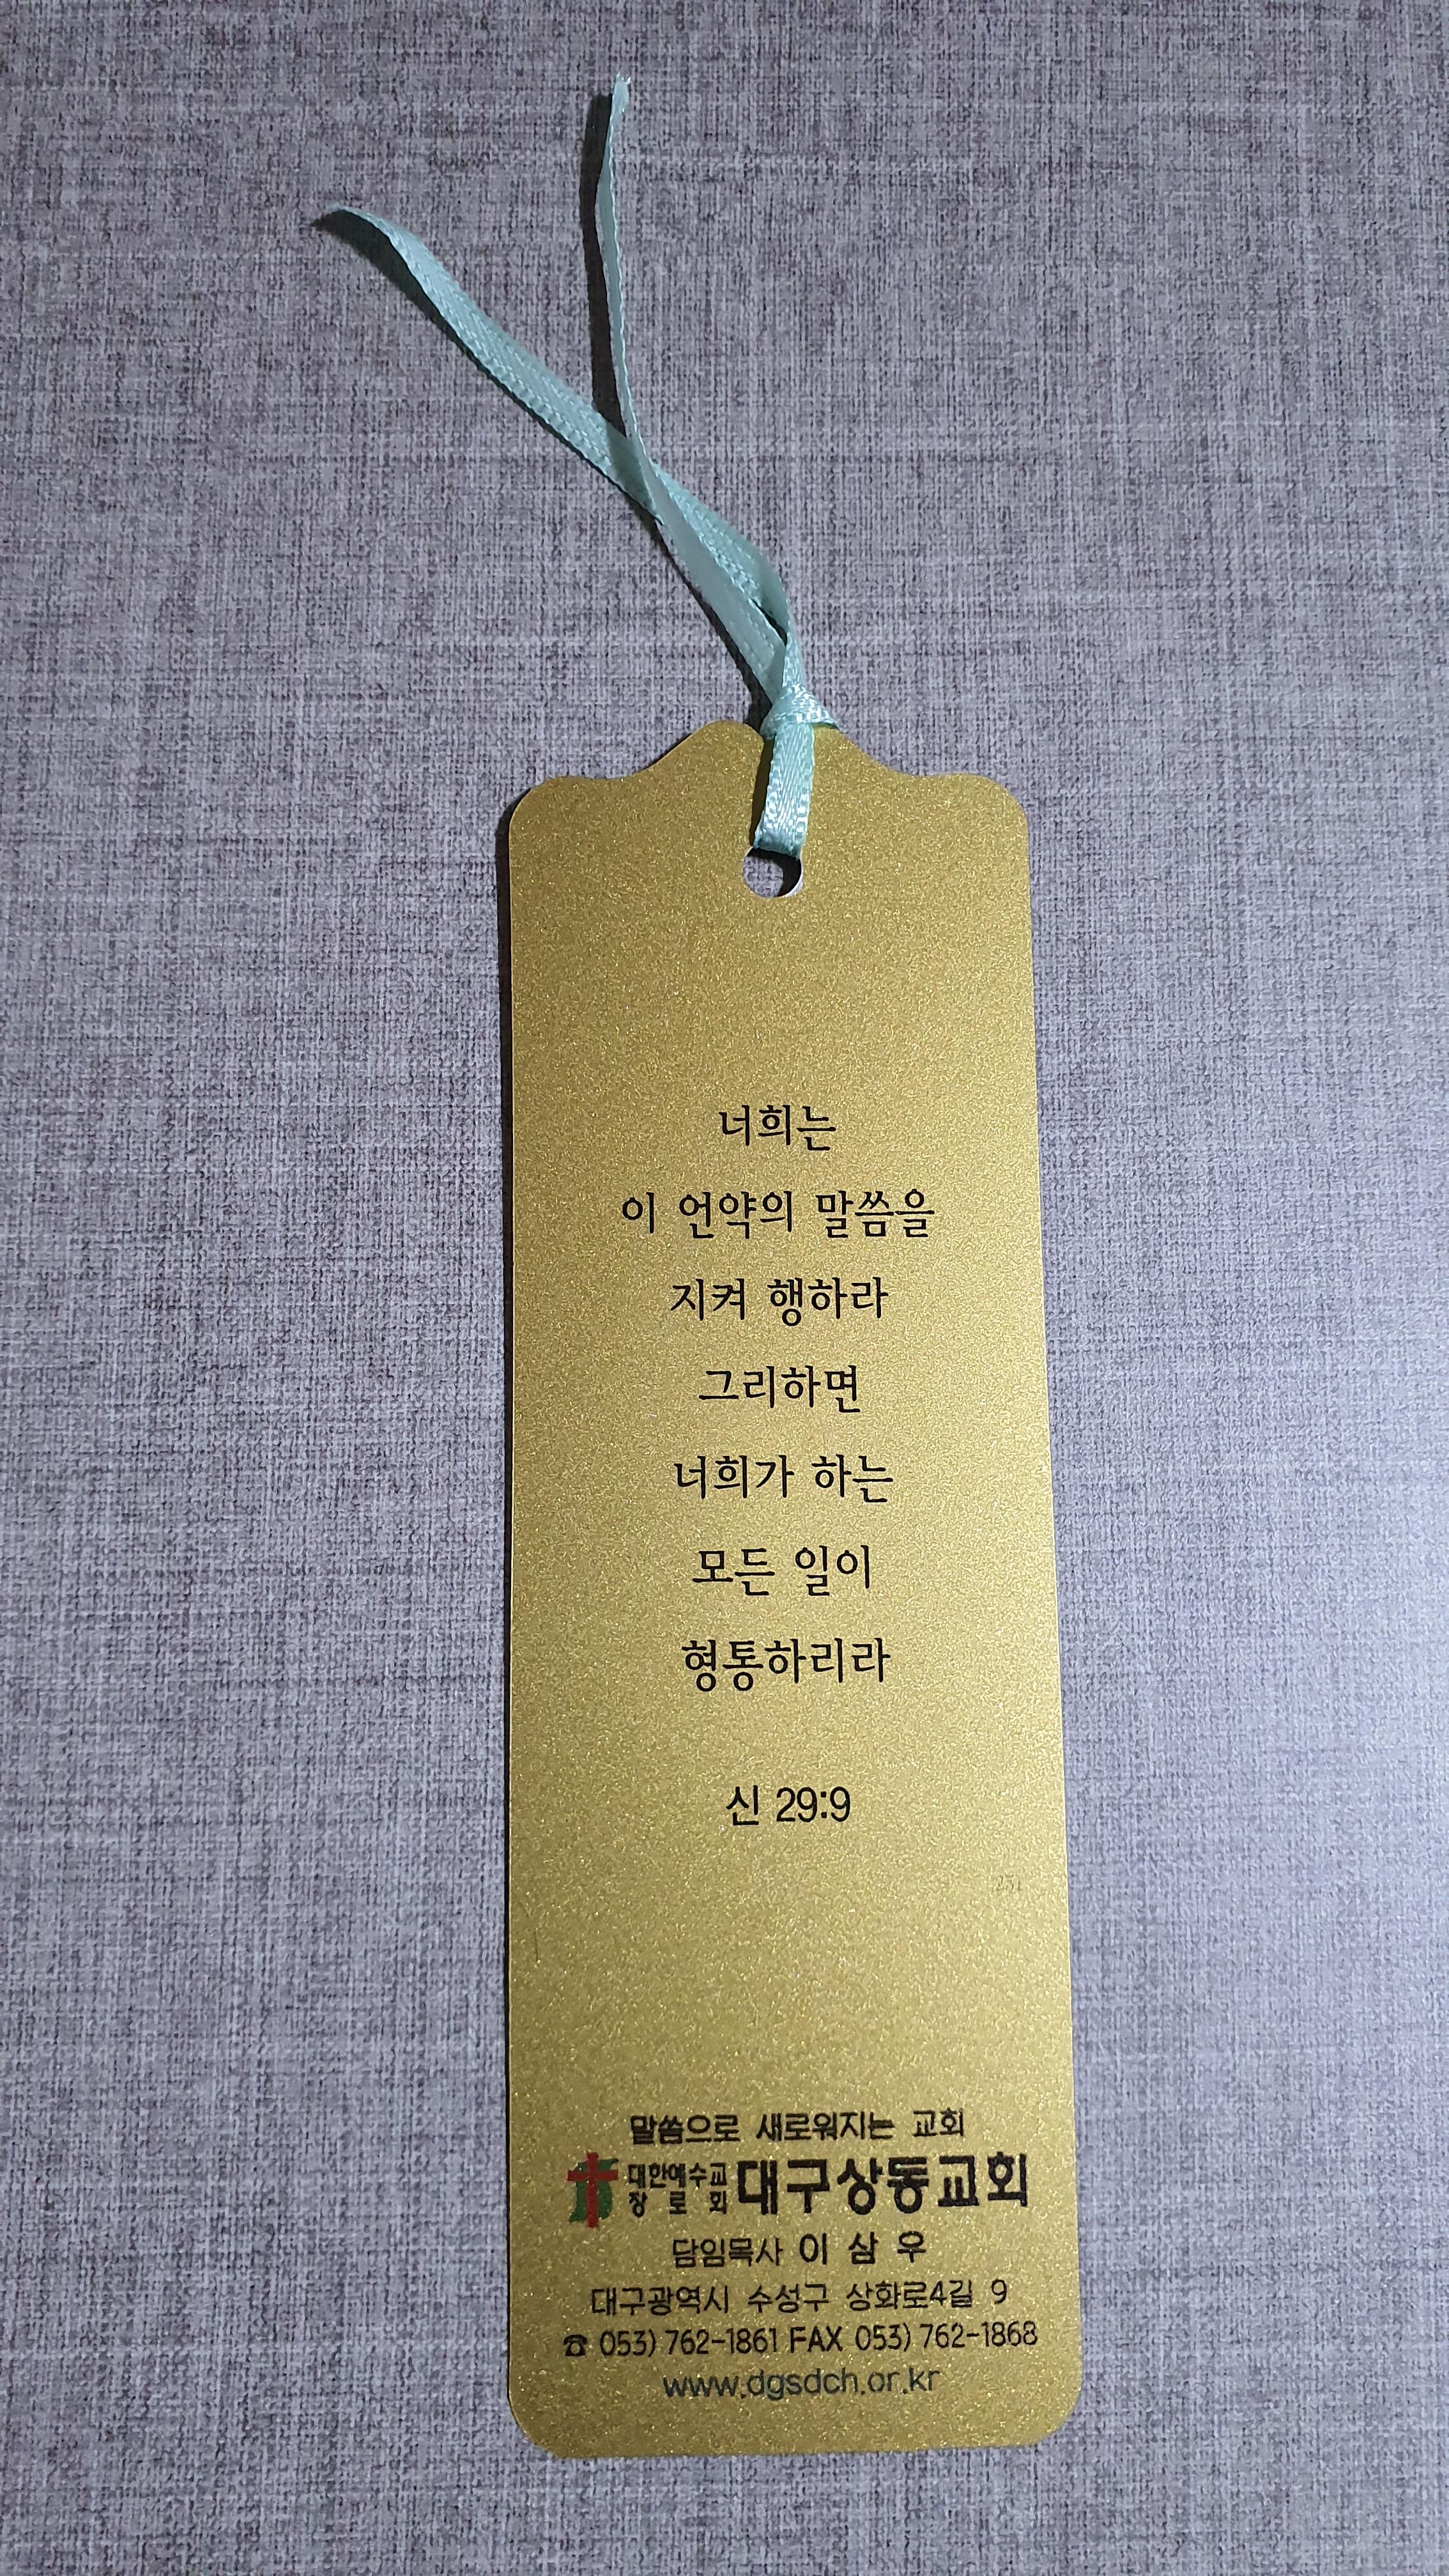 너희는
이 언약의 말씀을
지켜 행하라
그리하면
너희가 하는
모든 일이
형통하리라
신 29:9
말씀으로 새로워지는 교회
대한예수교
장로회
대구상동교회
담임목사 이 삼 우
대구광역시 수성구 상화로4길 9
☎ 053) 762-1861 FAX 053) 762-1868
www.dgsdch.or.kr